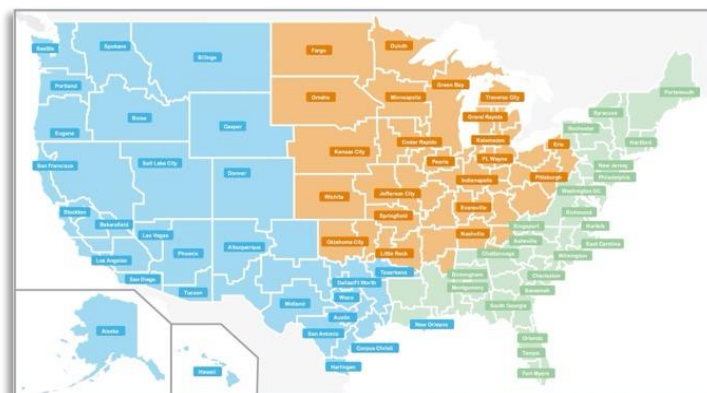 Seattle
Spokane
Billings
Fargo
Duluth
Portland
Boise
Casper
Omaha
Minneapolis
Green Bay
Traverse City
Portsmouth
Eugene
Grand Rapids
Syracuse
Rochester
San Francisco
Salt Lake City
Denver
Kansas City
Cedar Rapids
Kalamazoo
Erie
Hartford
Peoria
Ft. Wayne
New Jersey
Pittsburgh
Philadelphia
Indianapolis
Washington DC
Wichita
Jefferson City
Stockton
Bakersfield
Las Vegas
Springfield
Evansville
Richmond
Norfolk
Los Angeles
Phoenix
Albuquerque
Oklahoma City
Nashville
Kingsport
Asheville
East Carolina
Little Rock
Chattanooga
Wilmington
San Diego
Tucson
Texarkana
Birmingham
Charleston
Dallas/Ft Worth
Montgomery
Savannah
Waco
Midland
South Georgia
Austin
New Orleans
Alaska
San Antonio
Orlando
Corpus Christi
Tampa
Hawaii
Harlingen
Fort Myers